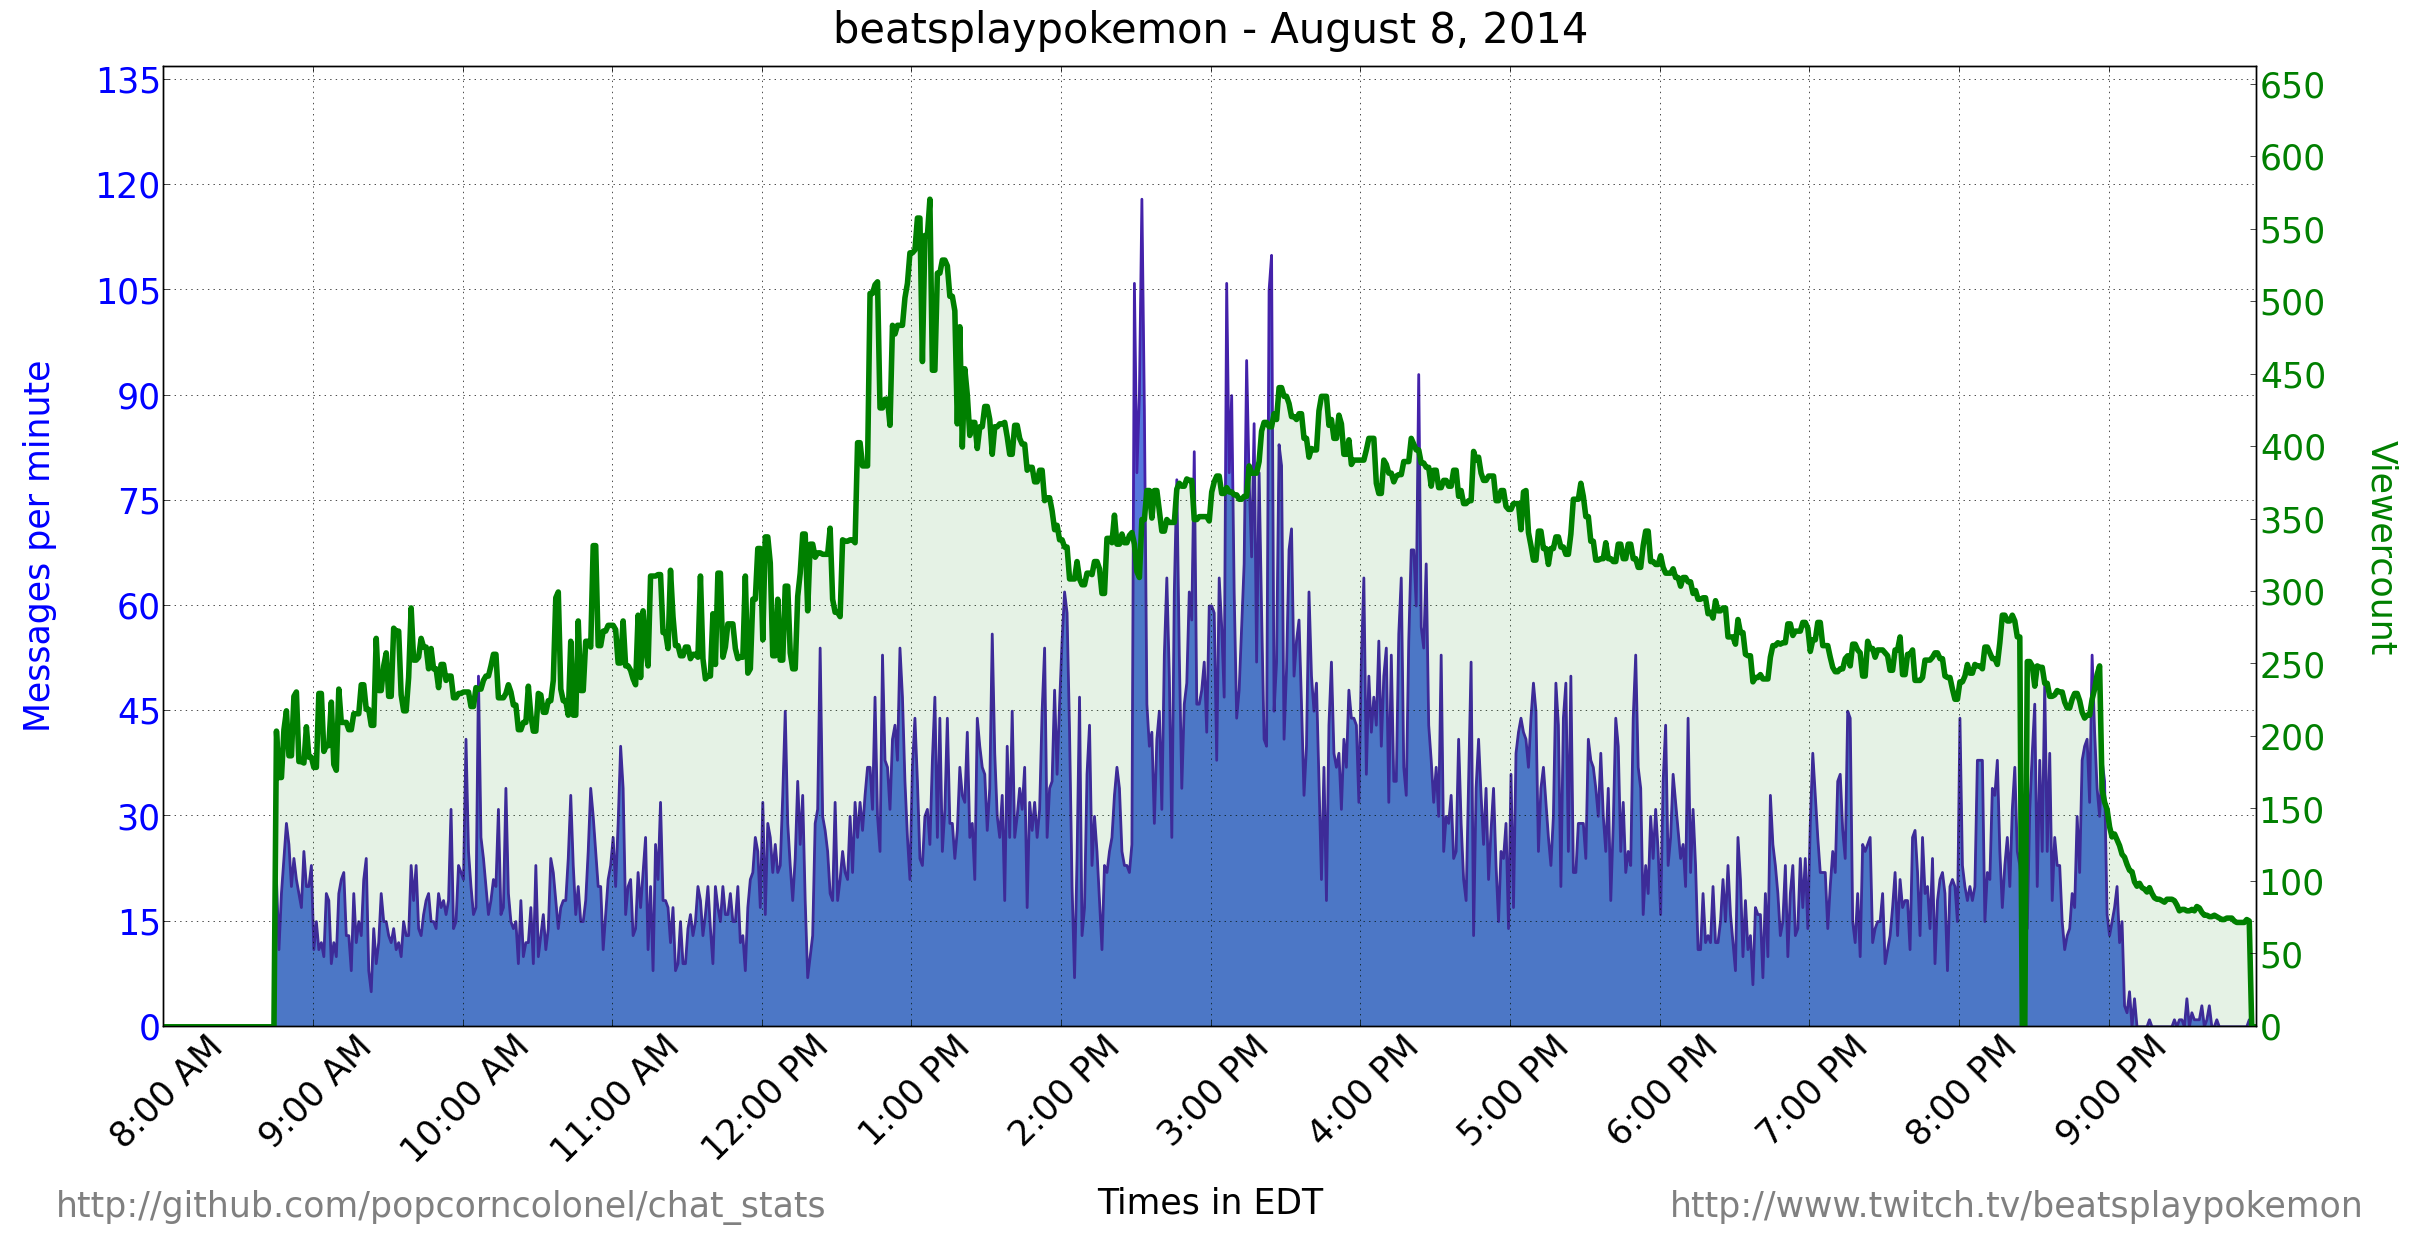 beatsplaypokemon - August 8, 2014
135
120
105
90
75
60
45
30
15
0
Messages per minute
650
600
550
500
450
400
350
300
250
200
150
100
50
0
Viewercount
8:00 AM
9:00 AM
10:00 AM
11:00 AM
12:00 PM
1:00 PM
2:00 PM
3:00 PM
4:00 PM
5:00 PM
6:00 PM
7:00 PM
8:00 PM
9:00 PM
Times in EDT
http://github.com/popcorncolonel/chat_stats
http://www.twitch.tv/beatsplaypokemon